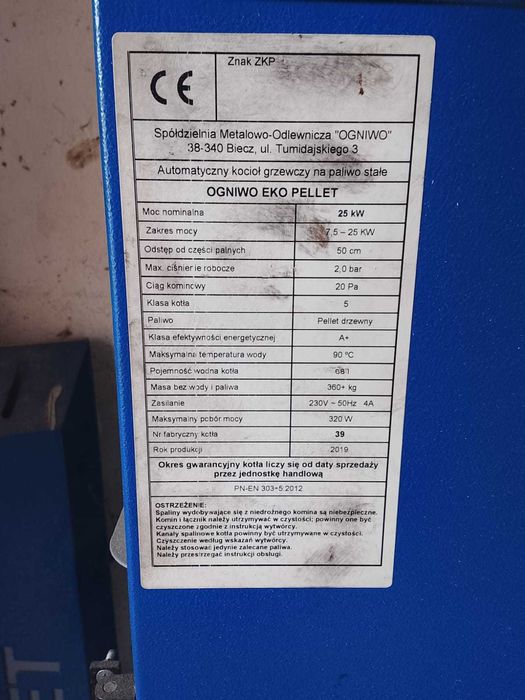 CE
Znak ZKP
Spółdzielnia Metalowo-Odlewnicza "OGNIWO"
38-340 Biecz, ul. Tumidajskiego 3
Automatyczny kocioł grzewczy na paliwo stałe
OGNIWO EKO PELLET
Moc nominalna 25 kW
Zakres mocy 7,5 – 25 KW
Odstęp od części palnych 50 cm
Max. ciśnienie robocze 2,0 bar
Ciąg kominowy 20 Pa
Klasa kotła 5
Paliwo Pellet drzewny
Klasa efektywności energetycznej A+
Maksymalna temperatura wody 90 ºC
Pojemność wodna kotła
Masa bez wody i paliwa 360+ kg
Zasilanie 230V ~ 50Hz 4A
Maksymalny pobór mocy 320 W
Nr fabryczny kotła 39
Rok produkcji 2019
Okres gwarancyjny kotła liczy się od daty sprzedaży
przez jednostkę handlową
PN-EN 303-5:2012
OSTRZEŻENIE:
Spaliny wydobywające się z niedrożnego komina są niebezpieczne.
Komin i łącznik należy utrzymywać w czystości; powinny one być
czyszczone zgodnie z instrukcją wytwórcy.
Kanały spalinowe kotła powinny być utrzymywane w czystości.
Czyszczenie według wskazań wytwórcy.
Należy stosować jedynie zalecane paliwa.
Należy przestrzegać instrukcji obsługi.
ET